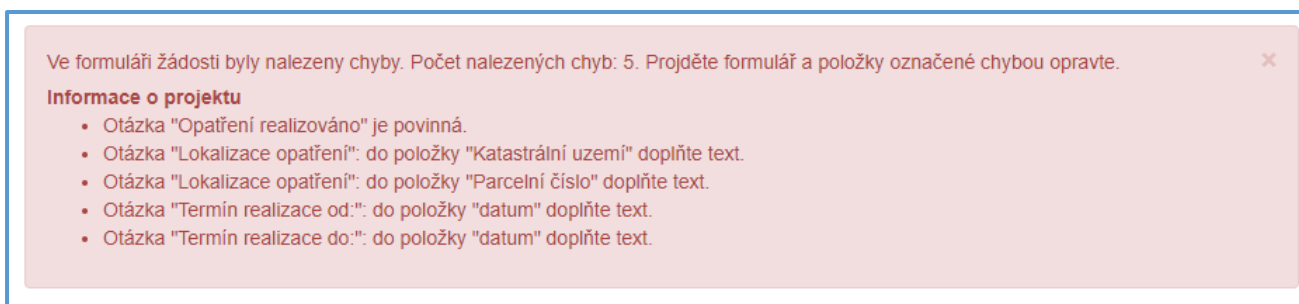 Ve formuláři žádosti byly nalezeny chyby. Počet nalezených chyb: 5. Projděte formulář a položky označené chybou opravte. ×
Informace o projektu
• Otázka "Opatření realizováno" je povinná.
• Otázka "Lokalizace opatření": do položky "Katastrální uzemí" doplňte text.
• Otázka "Lokalizace opatření": do položky "Parcelní číslo" doplňte text.
• Otázka "Termín realizace od:": do položky "datum" doplňte text.
• Otázka "Termín realizace do:": do položky "datum" doplňte text.